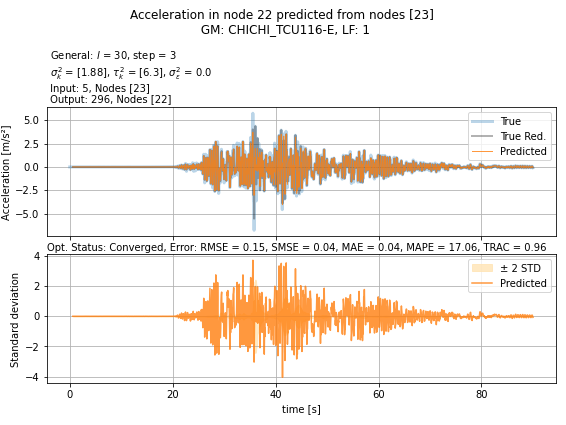 Acceleration in node 22 predicted from nodes [23]
GM: CHICHI_TCU116-E, LF: 1
General: l = 30, step = 3
σ²ₖ = [1.88], τ²ₖ = [6.3], σ²ε = 0.0
Input: 5, Nodes [23]
Output: 296, Nodes [22]
Acceleration [m/s²]
5.0
2.5
0.0
−2.5
−5.0
True
True Red.
Predicted
Opt. Status: Converged, Error: RMSE = 0.15, SMSE = 0.04, MAE = 0.04, MAPE = 17.06, TRAC = 0.96
Standard deviation
4
2
0
−2
−4
± 2 STD
Predicted
0 20 40 60 80
time [s]